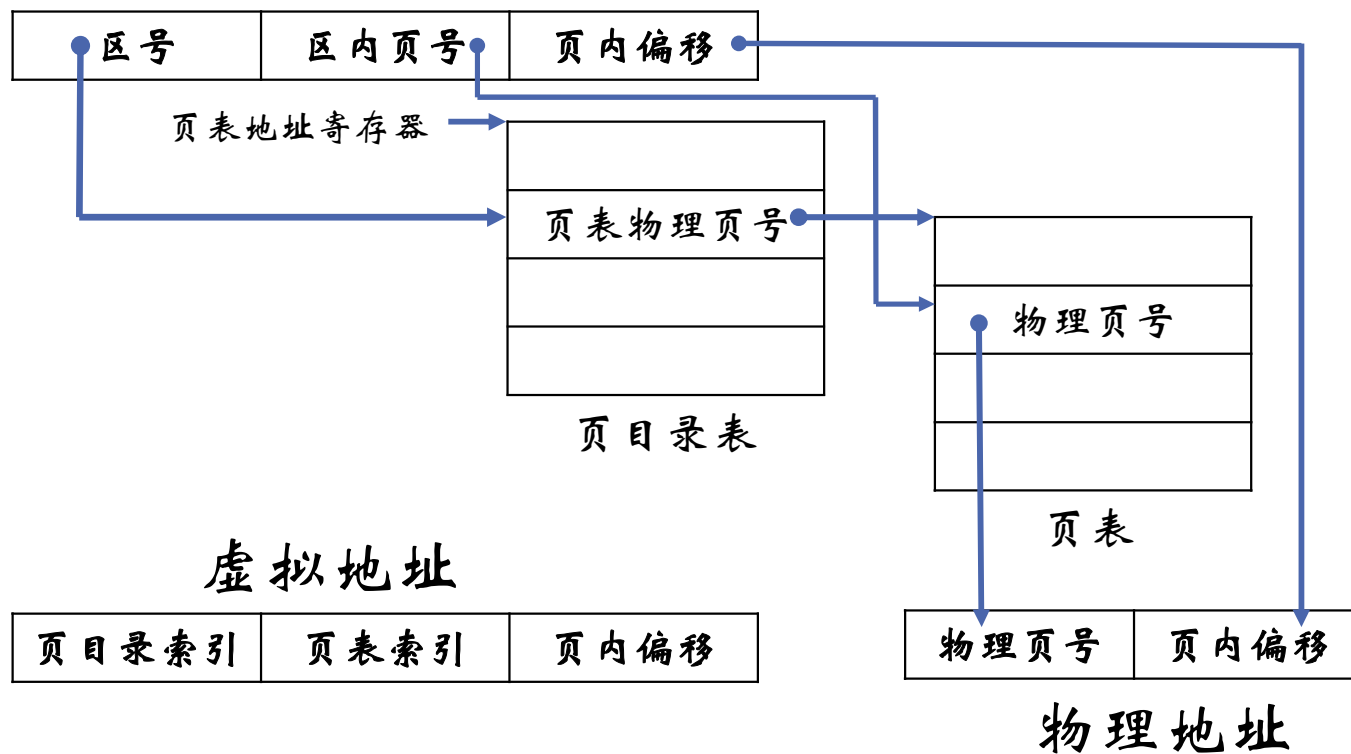 区号 区内页号 页内偏移
页表地址寄存器
页表物理页号
物理页号
页目录表
页表
虚拟地址
页目录索引 页表索引 页内偏移
物理页号 页内偏移
物理地址